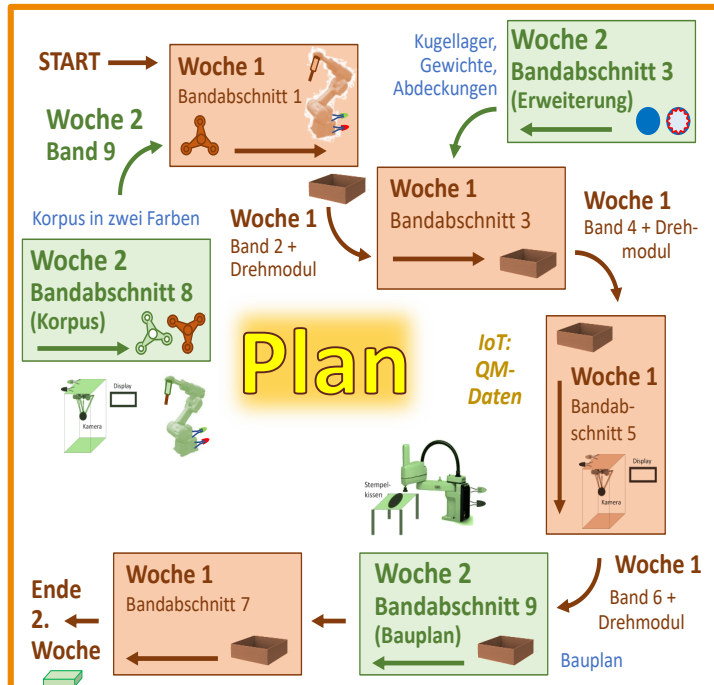 START
Woche 1
Bandabschnitt 1
Kugellager,
Gewichte,
Abdeckungen
Woche 2
Bandabschnitt 3
(Erweiterung)
Woche 2
Band 9
Woche 1
Band 2 +
Drehmodul
Woche 1
Bandabschnitt 3
Woche 1
Band 4 + Dreh-
modul
Korpus in zwei Farben
Woche 2
Bandabschnitt 8
(Korpus)
Plan
IoT:
QM-
Daten
Woche 1
Bandab-
schnitt 5
Display
Kamera
Display
Kamera
Stempel-
kissen
Woche 1
Band 6 +
Drehmodul
Bauplan
Woche 2
Bandabschnitt 9
(Bauplan)
Woche 1
Bandabschnitt 7
Ende
2.
Woche